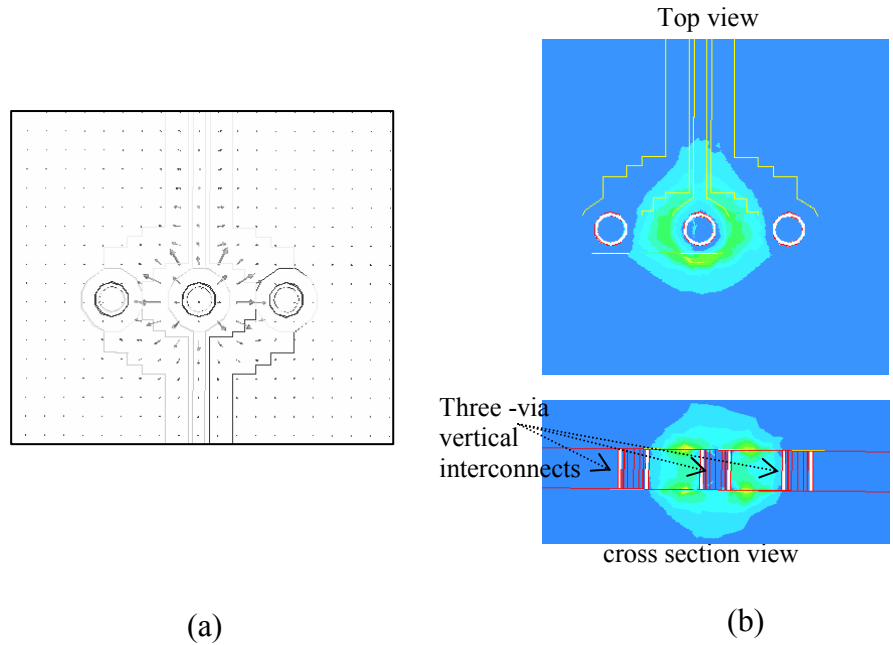 Top view
Three -via
vertical
interconnects
cross section view
(a)
(b)